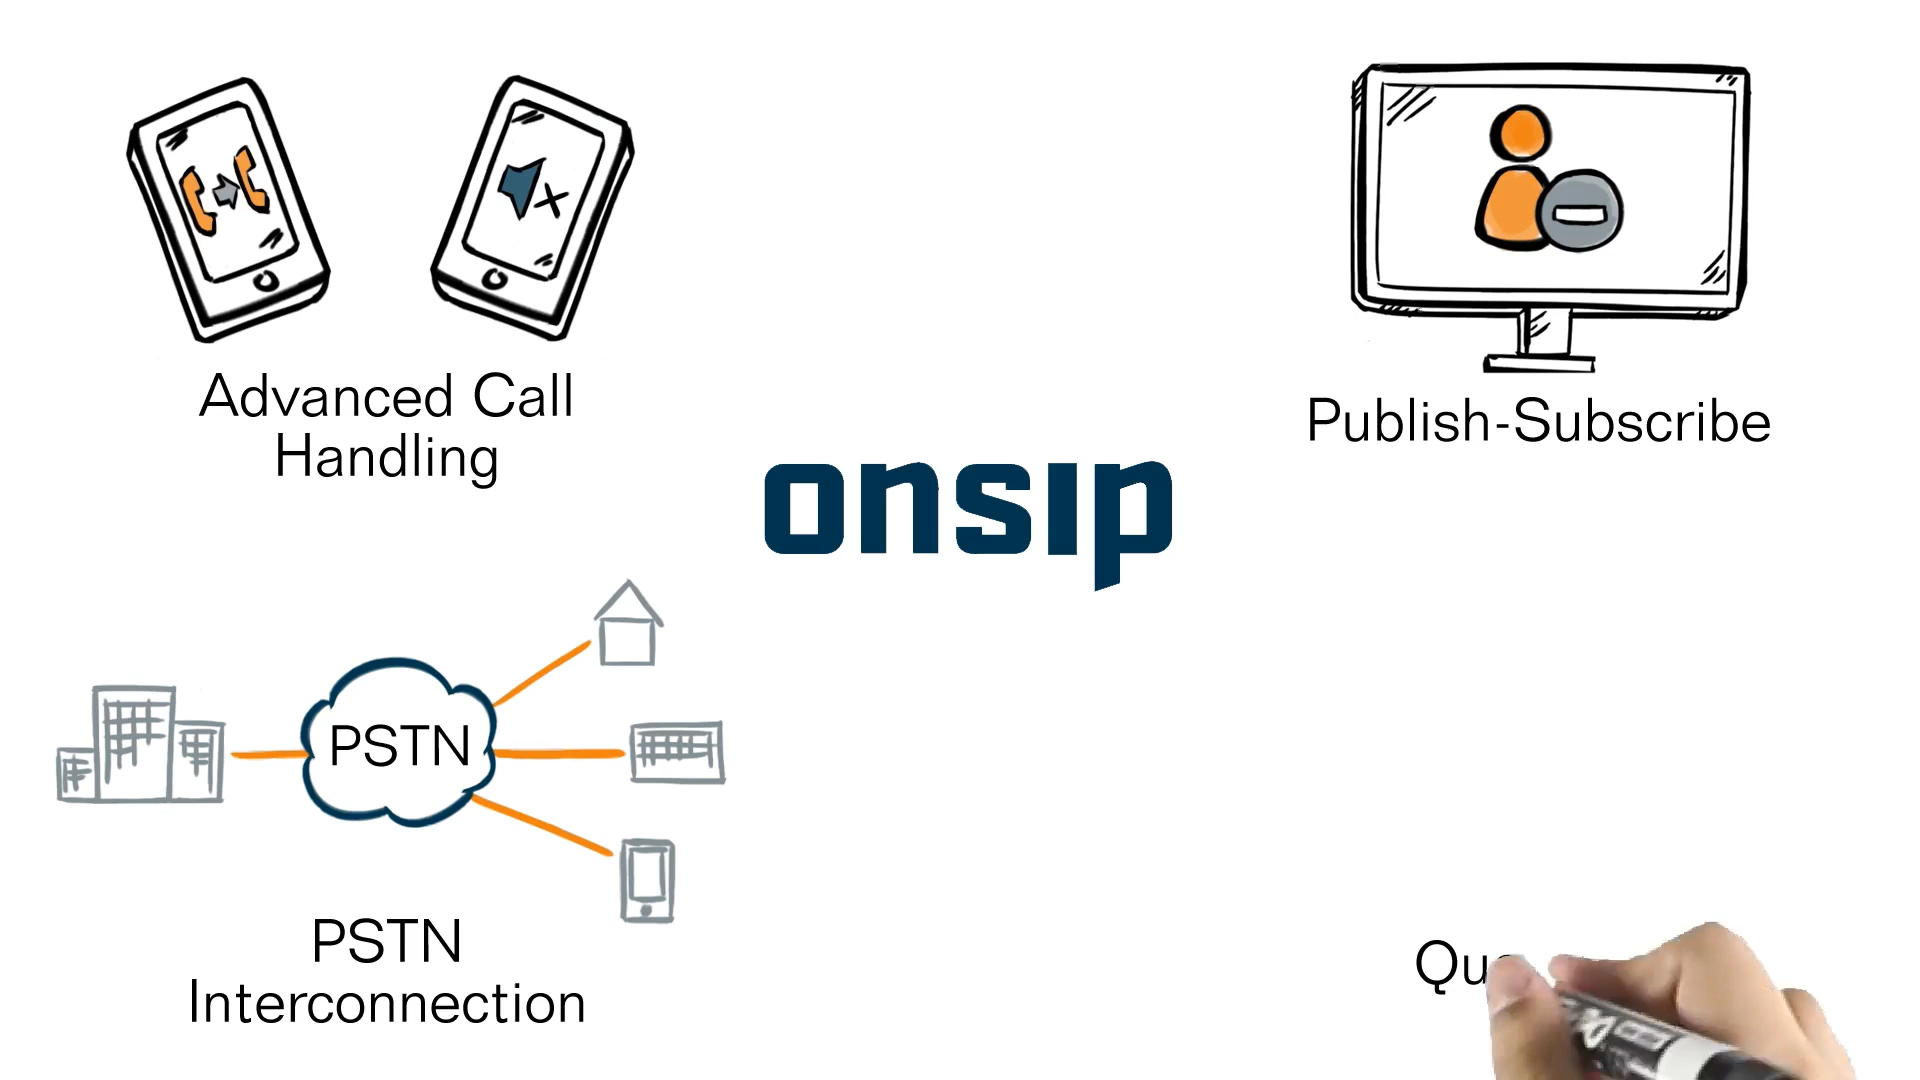 Advanced Call
Handling
Publish-Subscribe
onsip
PSTN
PSTN
Interconnection